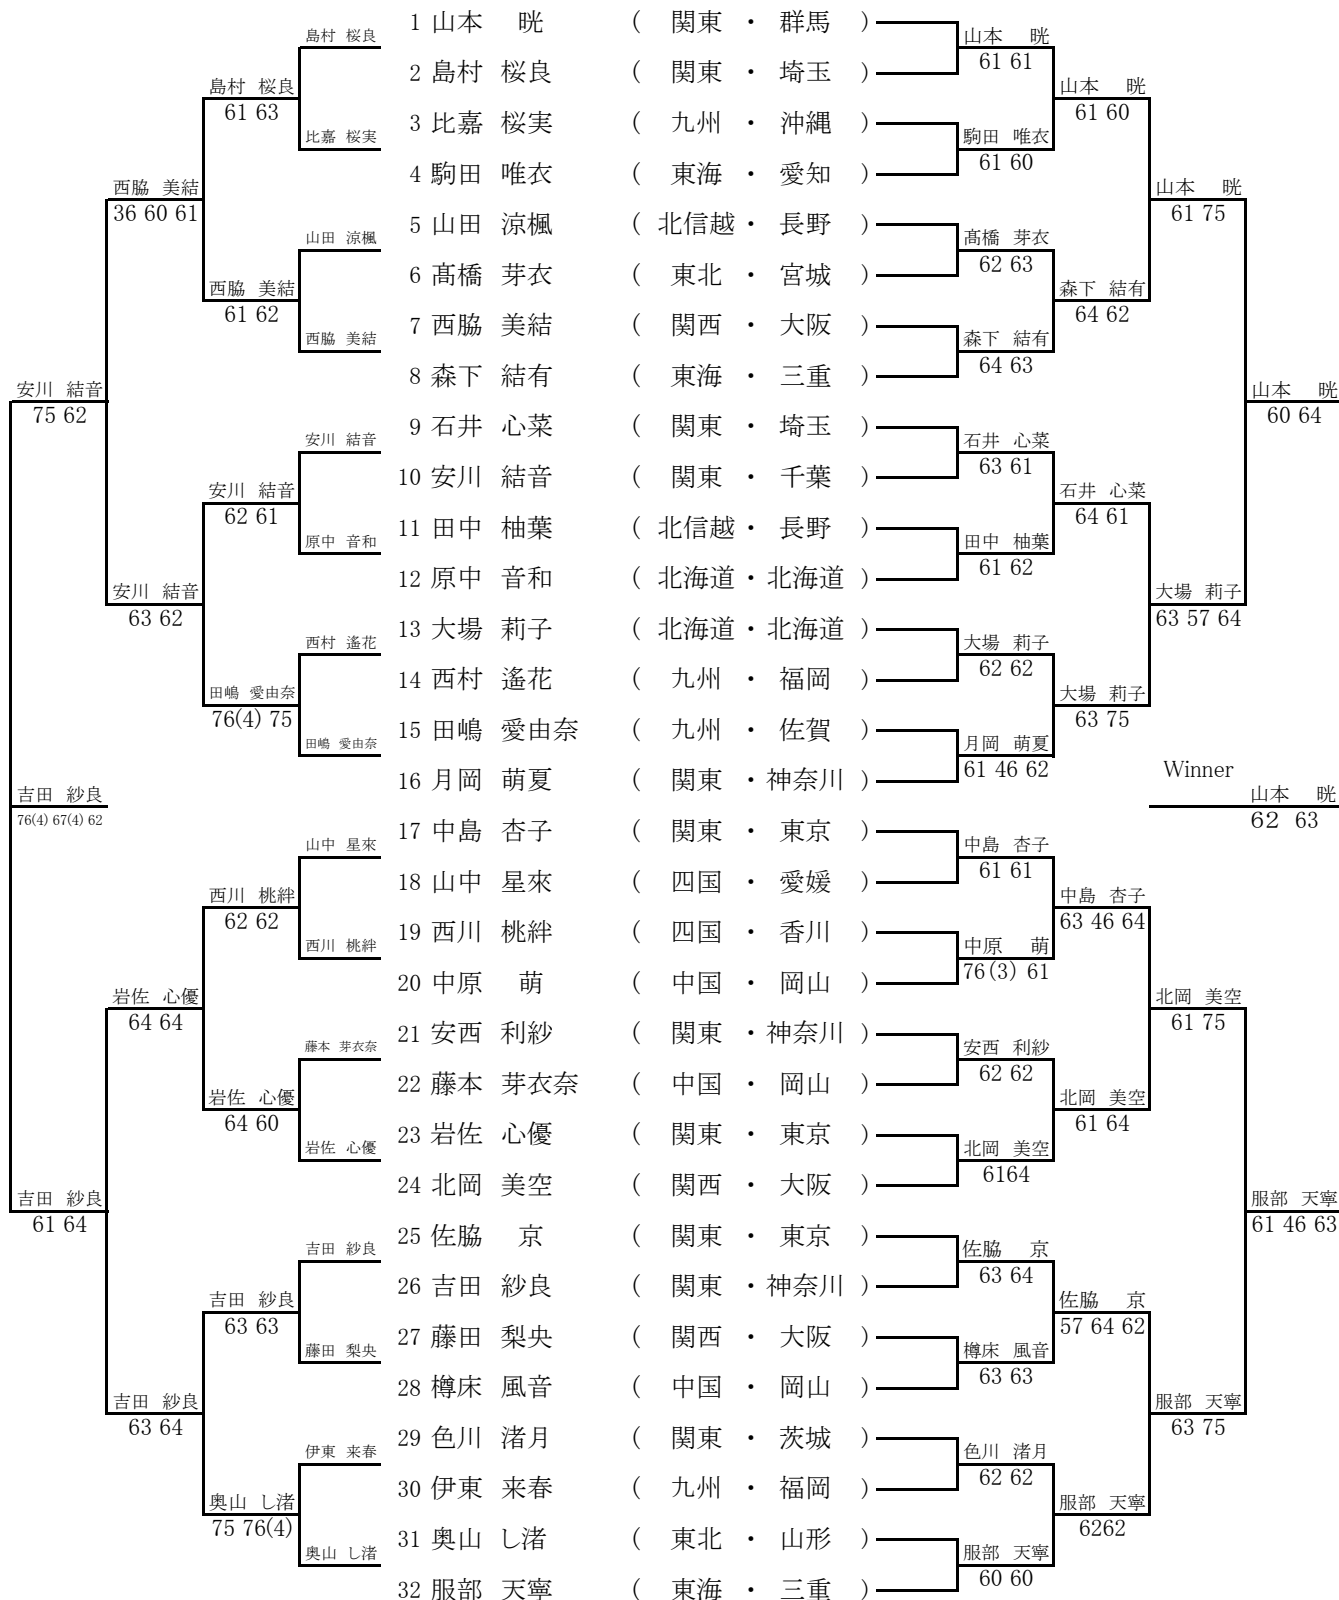 1 山本　晄 ( 関東 ・ 群馬 )
2 島村 桜良 ( 関東 ・ 埼玉 )
3 比嘉 桜実 ( 九州 ・ 沖縄 )
4 駒田 唯衣 ( 東海 ・ 愛知 )
5 山田 涼楓 ( 北信越 ・ 長野 )
6 髙橋 芽衣 ( 東北 ・ 宮城 )
7 西脇 美結 ( 関西 ・ 大阪 )
8 森下 結有 ( 東海 ・ 三重 )
9 石井 心菜 ( 関東 ・ 埼玉 )
10 安川 結音 ( 関東 ・ 千葉 )
11 田中 柚葉 ( 北信越 ・ 長野 )
12 原中 音和 ( 北海道 ・ 北海道 )
13 大場 莉子 ( 北海道 ・ 北海道 )
14 西村 遙花 ( 九州 ・ 福岡 )
15 田嶋 愛由奈 ( 九州 ・ 佐賀 )
16 月岡 萌夏 ( 関東 ・ 神奈川 )
17 中島 杏子 ( 関東 ・ 東京 )
18 山中 星來 ( 四国 ・ 愛媛 )
19 西川 桃絆 ( 四国 ・ 香川 )
20 中原　萌 ( 中国 ・ 岡山 )
21 安西 利紗 ( 関東 ・ 神奈川 )
22 藤本 芽衣奈 ( 中国 ・ 岡山 )
23 岩佐 心優 ( 関東 ・ 東京 )
24 北岡 美空 ( 関西 ・ 大阪 )
25 佐脇　京 ( 関東 ・ 東京 )
26 吉田 紗良 ( 関東 ・ 神奈川 )
27 藤田 梨央 ( 関西 ・ 大阪 )
28 樽床 風音 ( 中国 ・ 岡山 )
29 色川 渚月 ( 関東 ・ 茨城 )
30 伊東 来春 ( 九州 ・ 福岡 )
31 奥山 し渚 ( 東北 ・ 山形 )
32 服部 天寧 ( 東海 ・ 三重 )
山本　晄
61 61
駒田 唯衣
61 60
髙橋 芽衣
62 63
森下 結有
64 63
石井 心菜
63 61
田中 柚葉
61 62
大場 莉子
62 62
月岡 萌夏
61 46 62
中島 杏子
61 61
中原　萌
76(3) 61
安西 利紗
62 62
北岡 美空
6164
佐脇　京
63 64
樽床 風音
63 63
色川 渚月
62 62
服部 天寧
60 60
山本　晄
61 60
森下 結有
64 62
石井 心菜
64 61
大場 莉子
63 75
中島 杏子
63 46 64
北岡 美空
61 64
佐脇　京
57 64 62
服部 天寧
6262
山本　晄
61 75
大場 莉子
63 57 64
北岡 美空
61 75
服部 天寧
63 75
山本　晄
60 64
服部 天寧
61 46 63
Winner
山本　晄
62 63
島村 桜良
比嘉 桜実
山田 涼楓
西脇 美結
安川 結音
原中 音和
西村 遙花
田嶋 愛由奈
山中 星來
西川 桃絆
藤本 芽衣奈
岩佐 心優
吉田 紗良
藤田 梨央
伊東 来春
奥山 し渚
島村 桜良
61 63
西脇 美結
61 62
安川 結音
62 61
田嶋 愛由奈
76(4) 75
西川 桃絆
62 62
岩佐 心優
64 60
吉田 紗良
63 63
奥山 し渚
75 76(4)
西脇 美結
36 60 61
安川 結音
63 62
岩佐 心優
64 64
吉田 紗良
63 64
安川 結音
75 62
吉田 紗良
61 64
吉田 紗良
76(4) 67(4) 62